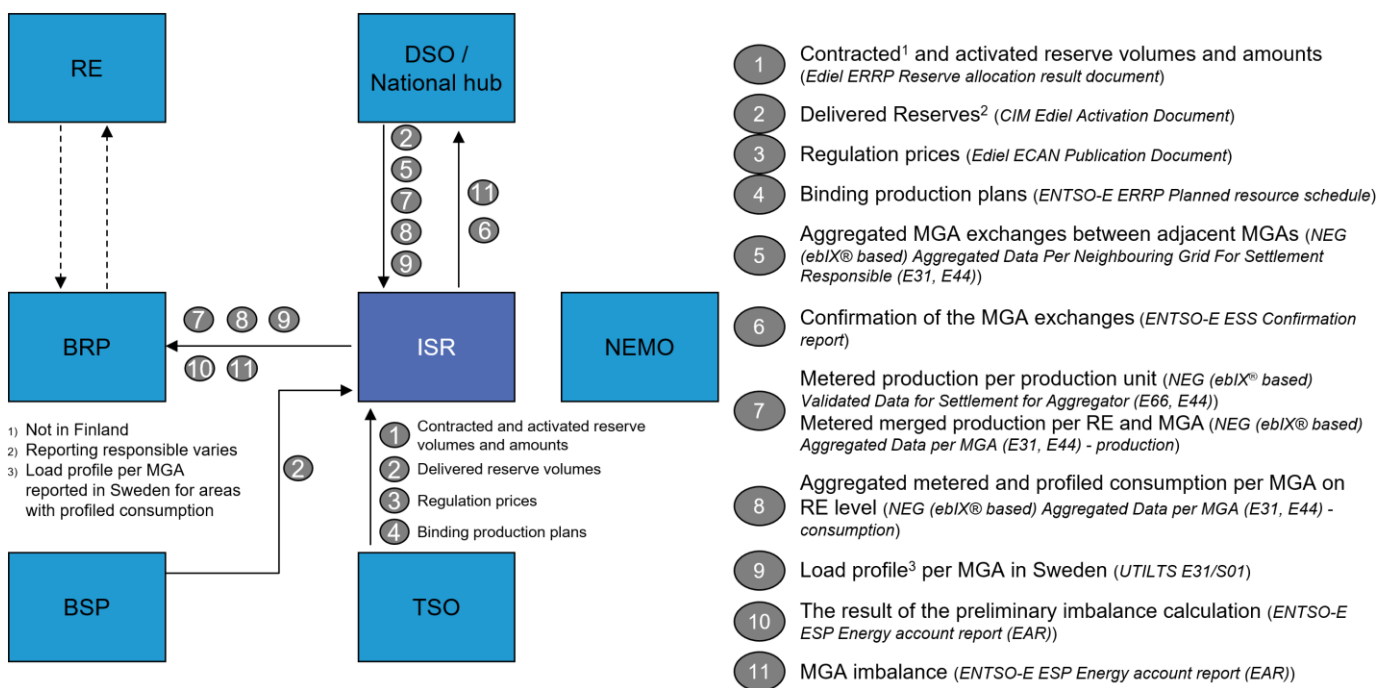 RE
DSO /
National hub
2
5
7
8
9
11
6
BRP
7 8 9
10 11
ISR
NEMO
1) Not in Finland
2) Reporting responsible varies
3) Load profile per MGA
reported in Sweden for areas
with profiled consumption
2
1 Contracted and activated reserve
volumes and amounts
2 Delivered reserve volumes
3 Regulation prices
4 Binding production plans
BSP
TSO
1 Contracted¹ and activated reserve volumes and amounts
(Ediel ERRP Reserve allocation result document)
2 Delivered Reserves² (CIM Ediel Activation Document)
3 Regulation prices (Ediel ECAN Publication Document)
4 Binding production plans (ENTSO-E ERRP Planned resource schedule)
5 Aggregated MGA exchanges between adjacent MGAs (NEG
(ebIX® based) Aggregated Data Per Neighbouring Grid For Settlement
Responsible (E31, E44))
6 Confirmation of the MGA exchanges (ENTSO-E ESS Confirmation
report)
7 Metered production per production unit (NEG (ebIX® based)
Validated Data for Settlement for Aggregator (E66, E44))
Metered merged production per RE and MGA (NEG (ebIX® based)
Aggregated Data per MGA (E31, E44) - production)
8 Aggregated metered and profiled consumption per MGA on
RE level (NEG (ebIX® based) Aggregated Data per MGA (E31, E44) -
consumption)
9 Load profile³ per MGA in Sweden (UTILTS E31/S01)
10 The result of the preliminary imbalance calculation (ENTSO-E
ESP Energy account report (EAR))
11 MGA imbalance (ENTSO-E ESP Energy account report (EAR))